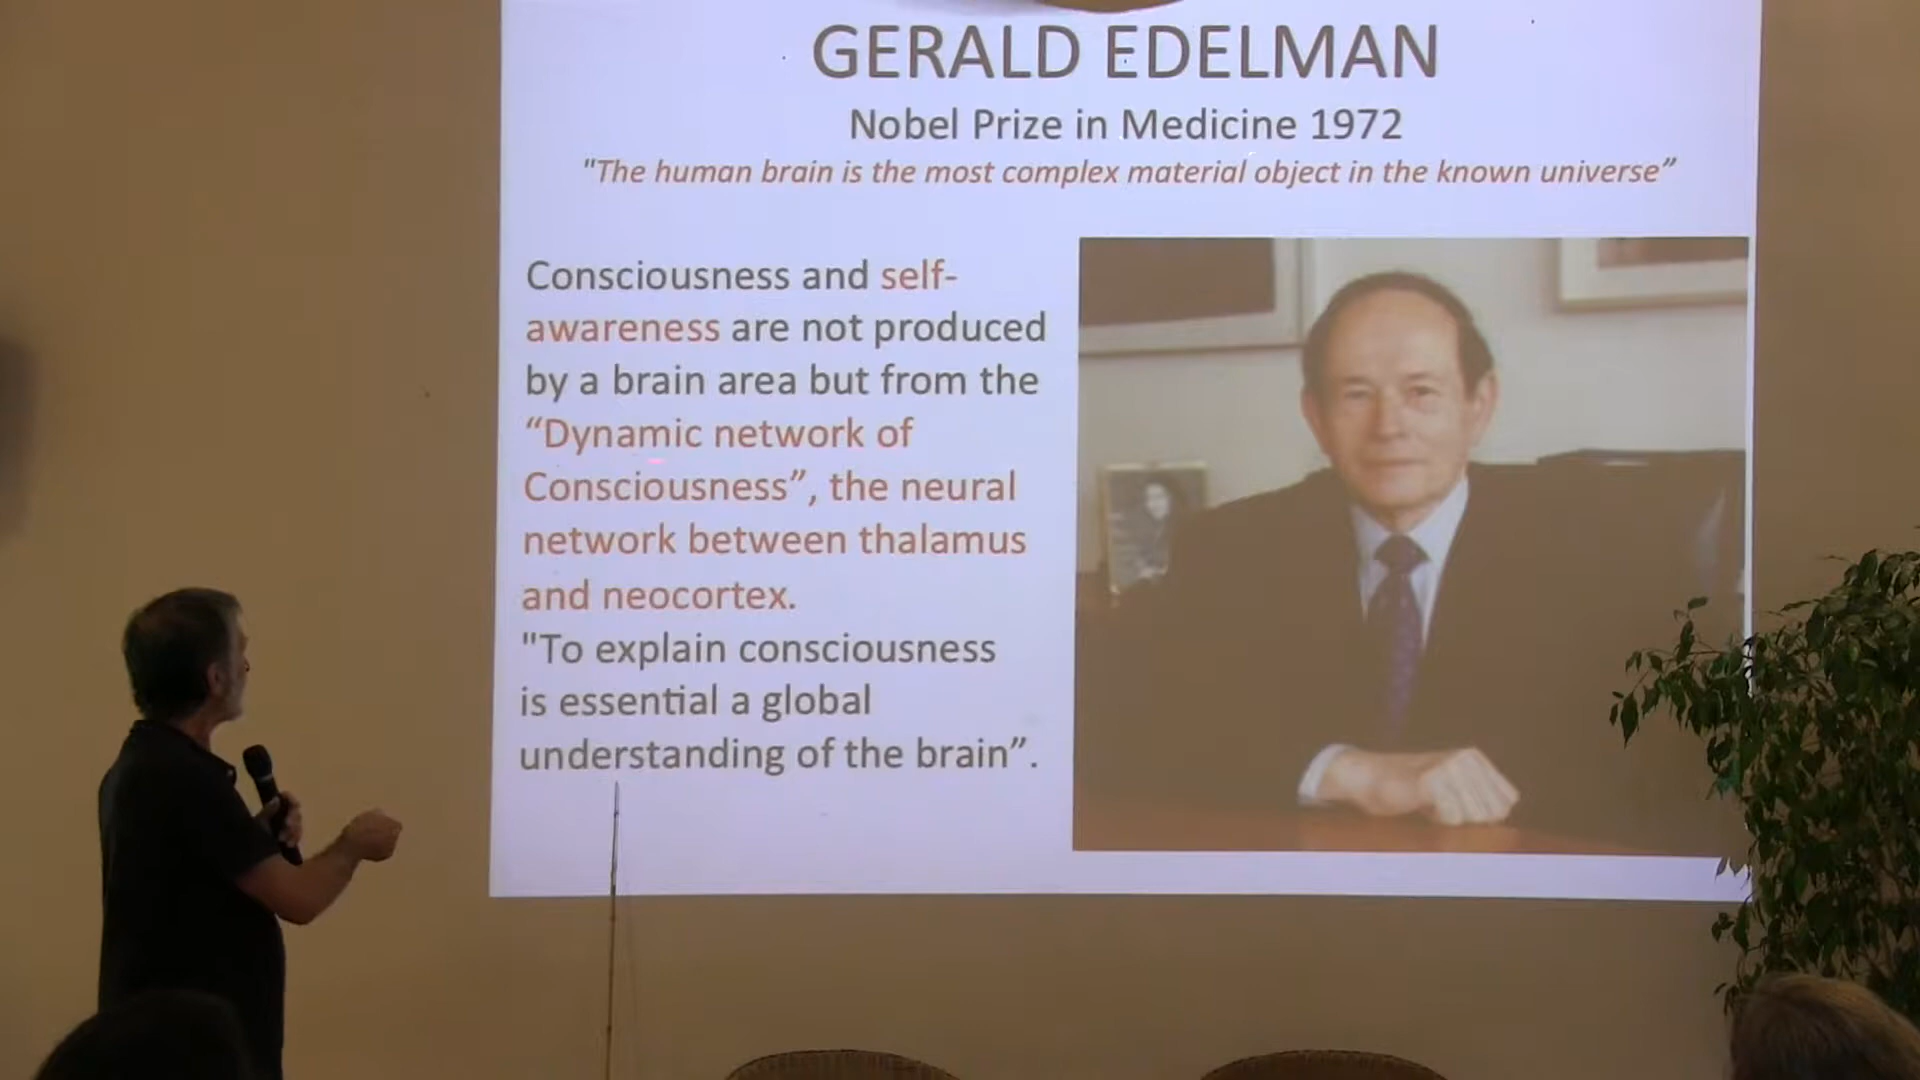 GERALD EDELMAN
Nobel Prize in Medicine 1972
"The human brain is the most complex material object in the known universe”
Consciousness and self-
awareness are not produced
by a brain area but from the
“Dynamic network of
Consciousness”, the neural
network between thalamus
and neocortex.
"To explain consciousness
is essential a global
understanding of the brain”.